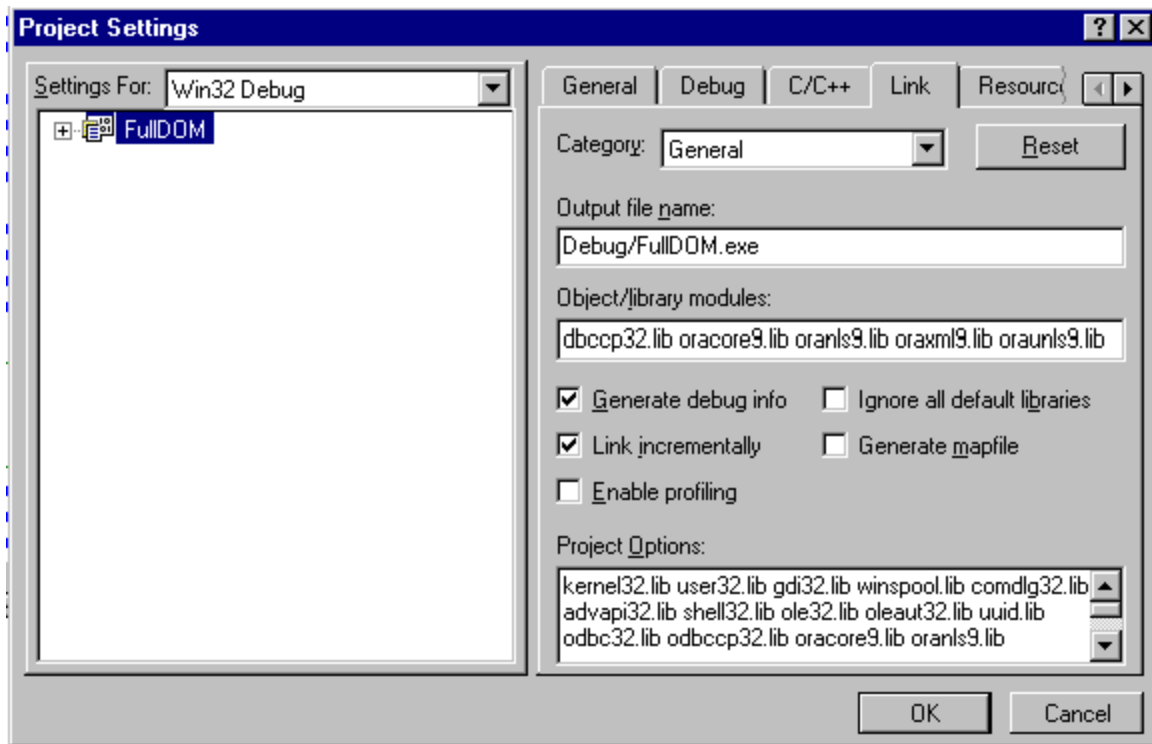 Project Settings
Settings For: Win32 Debug
FullDOM
General Debug C/C++ Link
Category: General Reset
Output file name:
Debug/FullDOM.exe
Object/library modules:
dbccp32.lib oracore9.lib oranls9.lib oraxml9.lib oraunls9.lib
Generate debug info Ignore all default libraries
Link incrementally Generate mapfile
Enable profiling
Project Options:
kernel32.lib user32.lib gdi32.lib winspool.lib comdlg32.lib
advapi32.lib shell32.lib ole32.lib oleaut32.lib uuid.lib
odbc32.lib odbccp32.lib oracore9.lib oranls9.lib
OK Cancel